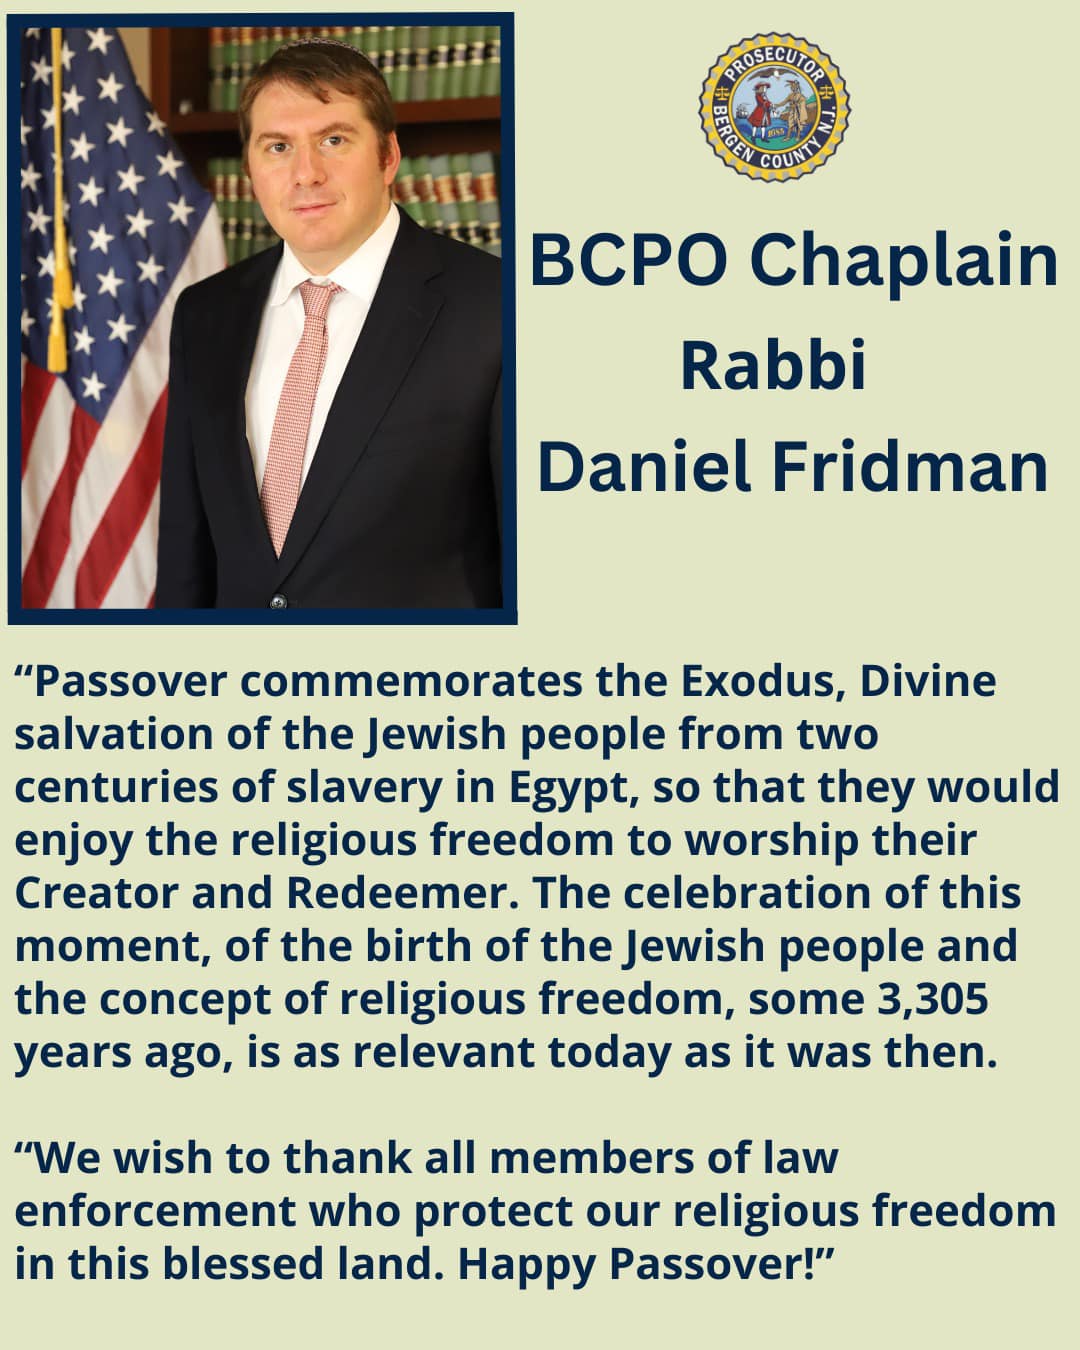 PROSECUTOR
BERGEN COUNTY N.J.
1683
BCPO Chaplain
Rabbi
Daniel Fridman
“Passover commemorates the Exodus, Divine
salvation of the Jewish people from two
centuries of slavery in Egypt, so that they would
enjoy the religious freedom to worship their
Creator and Redeemer. The celebration of this
moment, of the birth of the Jewish people and
the concept of religious freedom, some 3,305
years ago, is as relevant today as it was then.
“We wish to thank all members of law
enforcement who protect our religious freedom
in this blessed land. Happy Passover!”